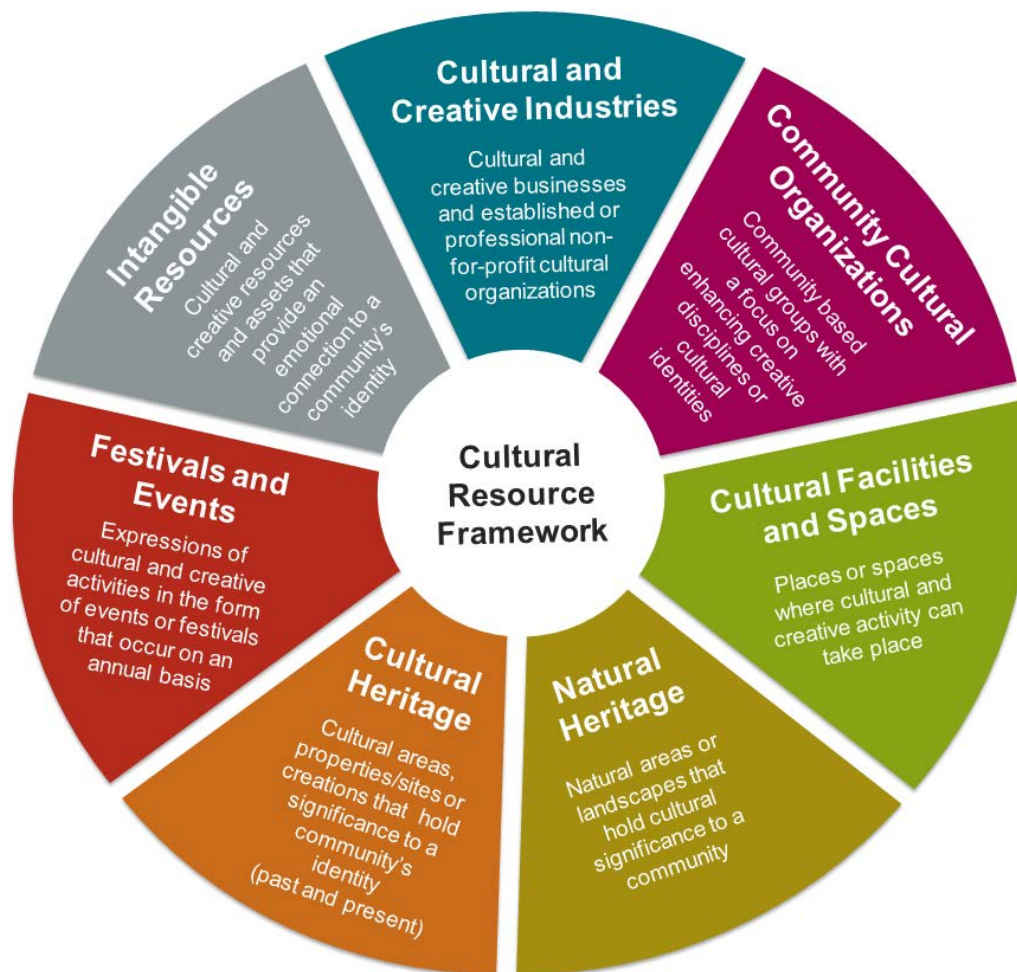 Cultural and
Creative Industries
Cultural and
creative businesses
and established or
professional non-
for-profit cultural
organizations
Community Cultural
Organizations
Community based
cultural groups with
a focus on
enhancing creative
disciplines or
cultural
identities
Cultural Facilities
and Spaces
Places or spaces
where cultural and
creative activity can
take place
Natural
Heritage
Natural areas or
landscapes that
hold cultural
significance to a
community
Cultural
Heritage
Cultural areas,
properties/sites or
creations that hold
significance to a
community's
identity
(past and present)
Festivals and
Events
Expressions of
cultural and creative
activities in the form
of events or festivals
that occur on an
annual basis
Intangible
Resources
Cultural and
creative resources
and assets that
provide an
emotional
connection to a
community's
identity
Cultural
Resource
Framework